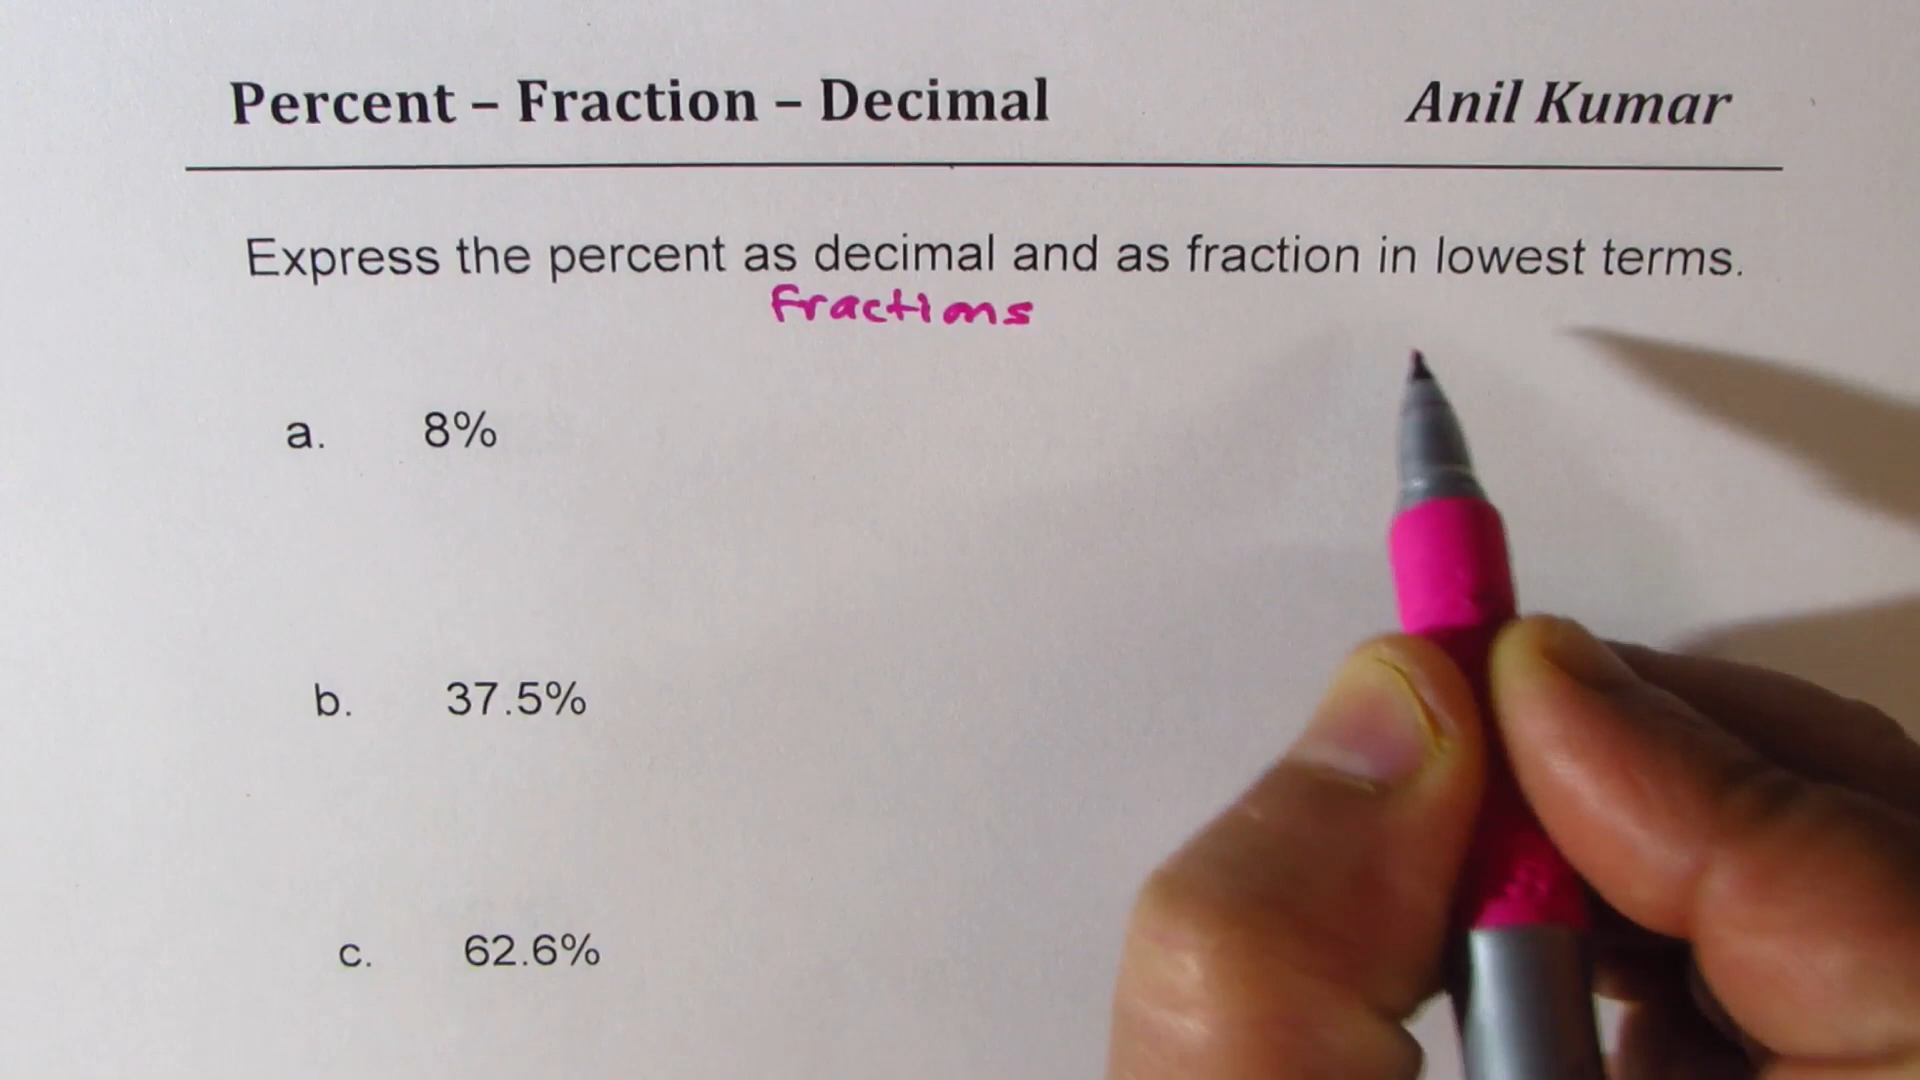 Percent – Fraction – Decimal Anil Kumar
Express the percent as decimal and as fraction in lowest terms.
Fractions
a. 8%
b. 37.5%
c. 62.6%